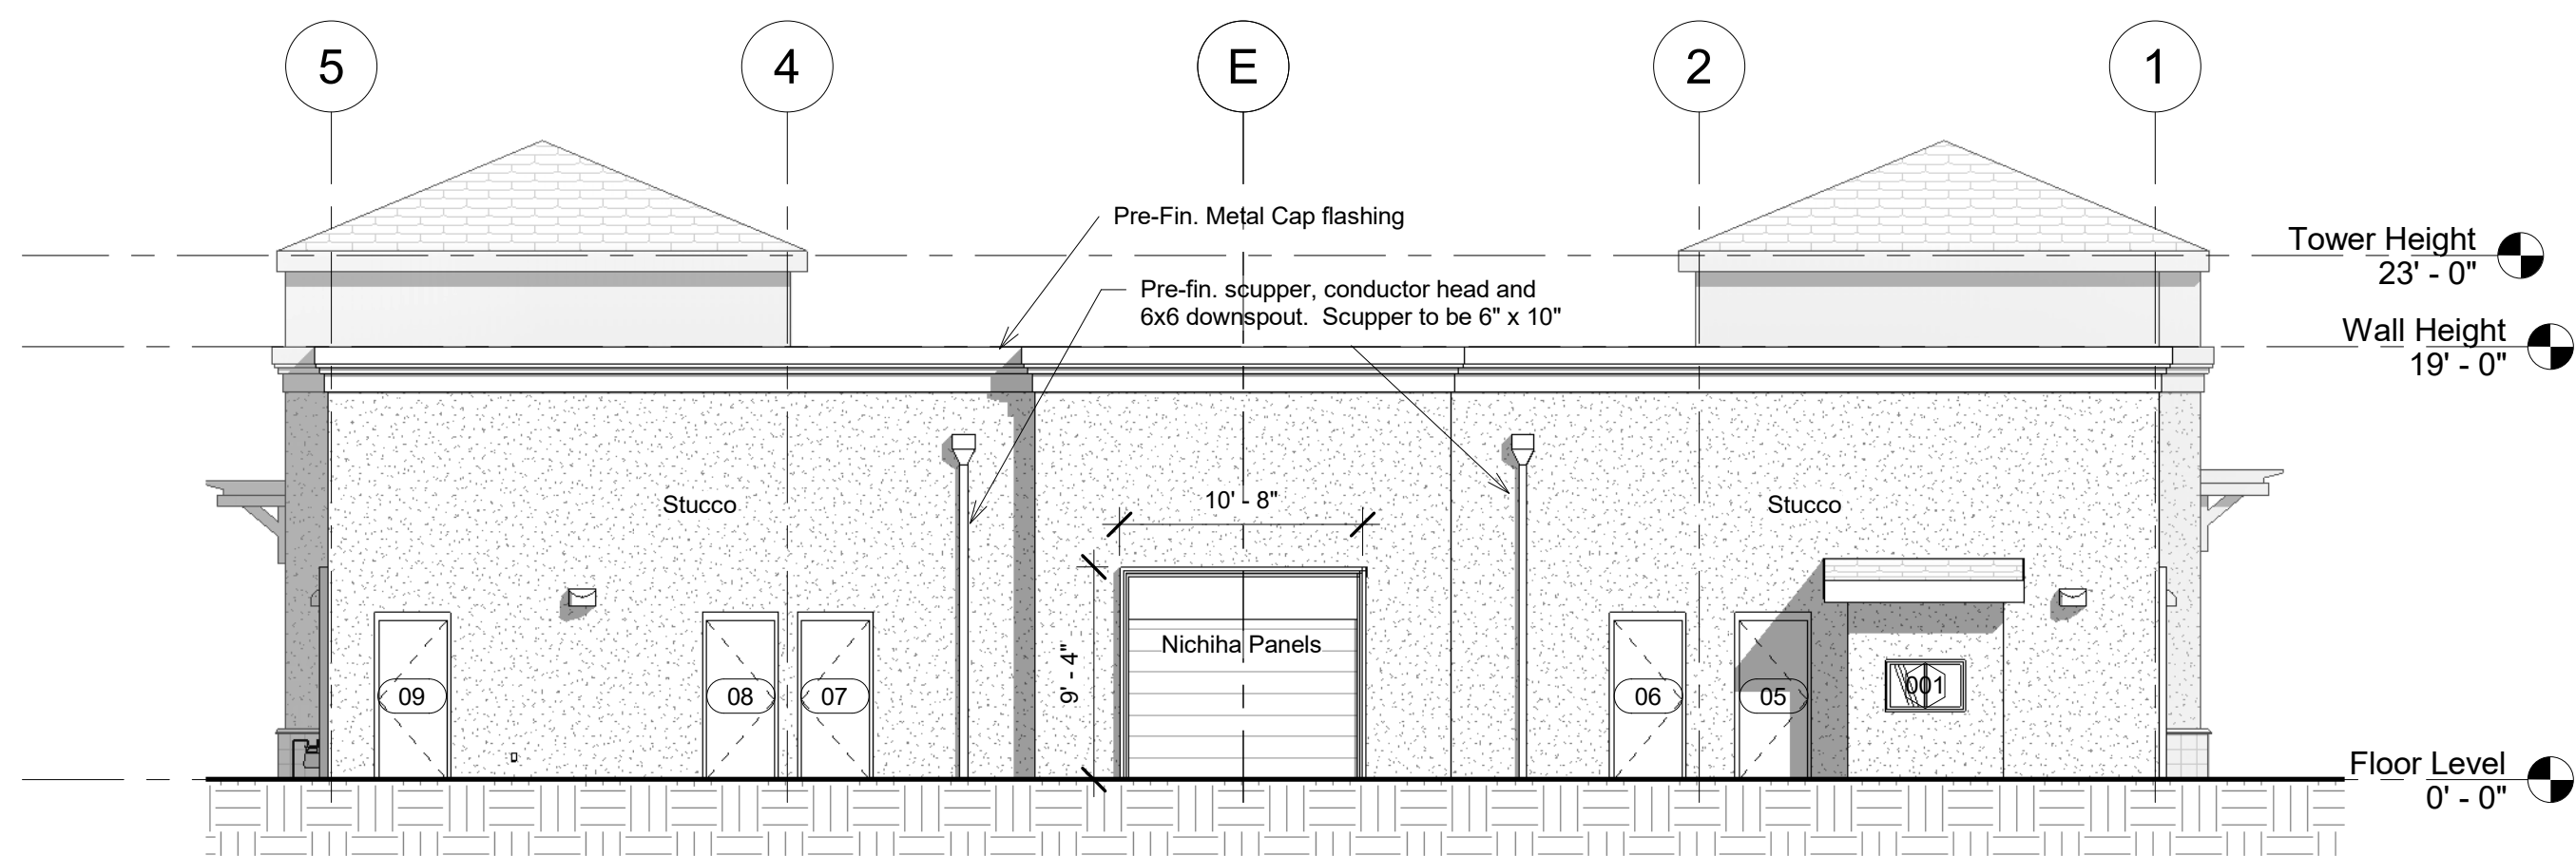 5
4
E
2
1
Pre-Fin. Metal Cap flashing
Tower Height
23' - 0"
Pre-fin. scupper, conductor head and
6x6 downspout.  Scupper to be 6" x 10"
Wall Height
19' - 0"
Stucco
10' - 8"
Stucco
Nichiha Panels
9' - 4"
09
08
07
06
05
001
Floor Level
0' - 0"